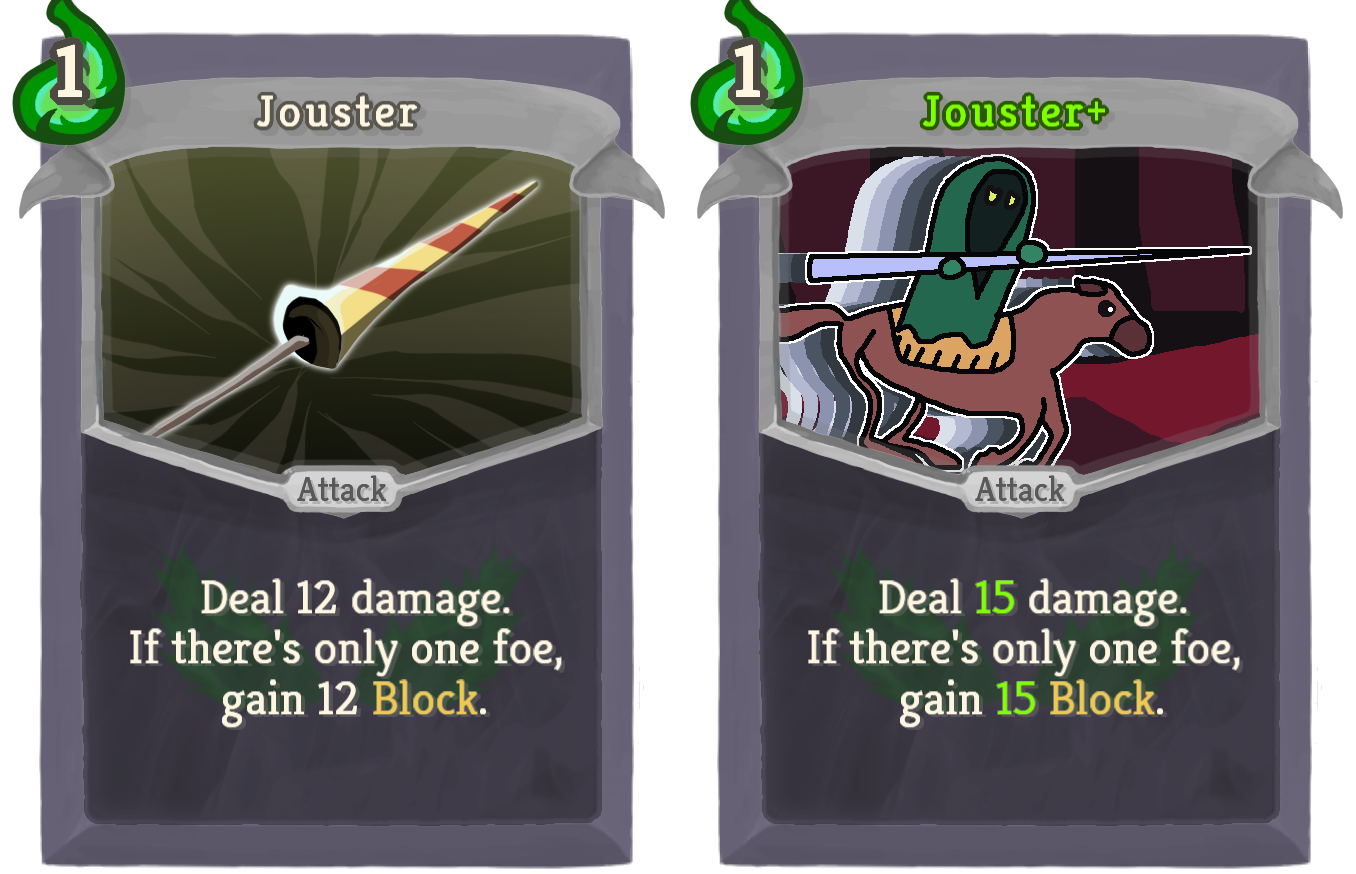 1
Jouster
Attack
Deal 12 damage.
If there's only one foe,
gain 12 Block.
1
Jouster+
Attack
Deal 15 damage.
If there's only one foe,
gain 15 Block.